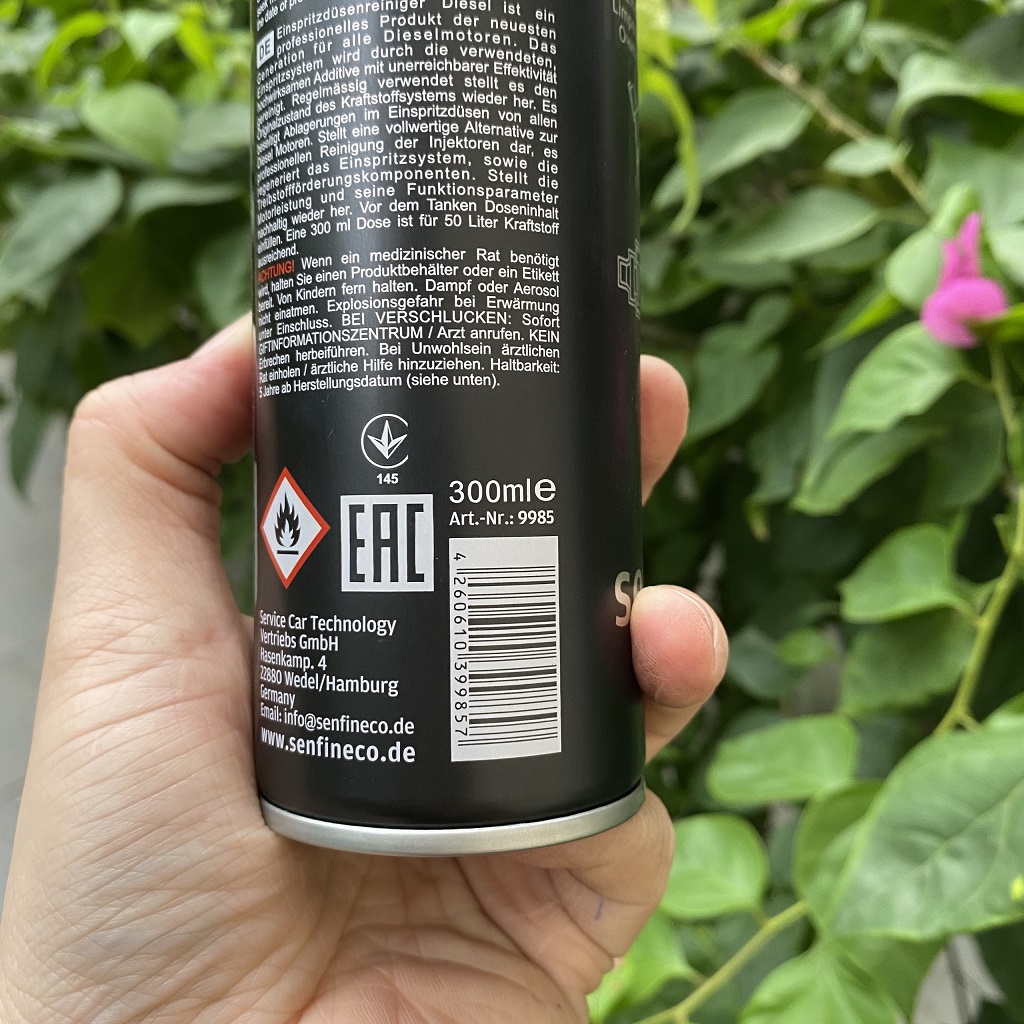 the date of
DE Einspritzdüsenreiniger Diesel ist ein
professionelles Produkt der neuesten
Generation für alle Dieselmotoren. Das
Einspritzsystem wird durch die verwendeten,
hochwirksamen Additive mit unerreichbarer Effektivität
gereinigt. Regelmässig verwendet stellt es den
Originalzustand des Kraftstoffsystems wieder her. Es
beseitigt Ablagerungen im Einspritzdüsen von allen
Diesel Motoren. Stellt eine vollwertige Alternative zur
professionellen Reinigung der Injektoren dar, es
regeneriert das Einspritzsystem, sowie die
Treibstoffförderungskomponenten. Stellt die
Motorleistung und seine Funktionsparameter
nachhaltig wieder her. Vor dem Tanken Doseninhalt
einfüllen. Eine 300 ml Dose ist für 50 Liter Kraftstoff
ausreichend.
ACHTUNG! Wenn ein medizinischer Rat benötigt
wird, halten Sie einen Produktbehälter oder ein Etikett
bereit. Von Kindern fern halten. Dampf oder Aerosol
nicht einatmen. Explosionsgefahr bei Erwärmung
unter Einschluss. BEI VERSCHLUCKEN: Sofort
GIFTINFORMATIONSZENTRUM / Arzt anrufen. KEIN
Erbrechen herbeiführen. Bei Unwohlsein ärztlichen
Rat einholen / ärztliche Hilfe hinzuziehen. Haltbarkeit:
5 Jahre ab Herstellungsdatum (siehe unten).
145
EAC
300ml e
Art.-Nr.: 9985
4 260610 399857
Service Car Technology
Vertriebs GmbH
Hasenkamp. 4
22880 Wedel/Hamburg
Germany
Email: info@senfineco.de
www.senfineco.de